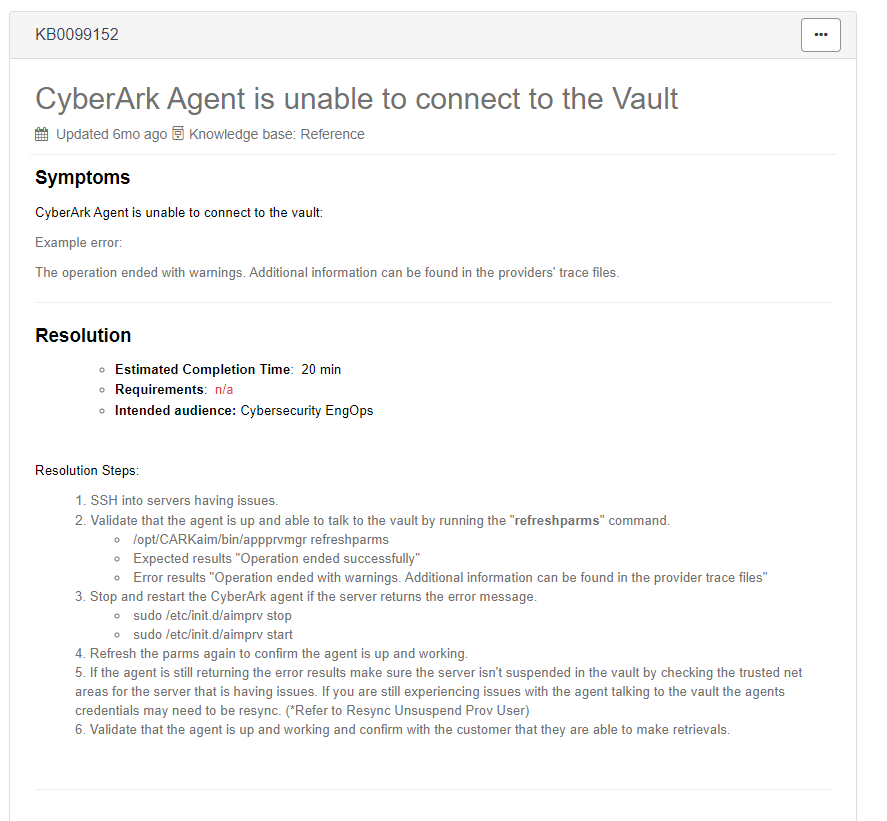 KB0099152
...
CyberArk Agent is unable to connect to the Vault
Updated 6mo ago Knowledge base: Reference
Symptoms
CyberArk Agent is unable to connect to the vault:
Example error:
The operation ended with warnings. Additional information can be found in the providers' trace files.
Resolution
Estimated Completion Time: 20 min
Requirements: n/a
Intended audience: Cybersecurity EngOps
Resolution Steps:
1. SSH into servers having issues.
2. Validate that the agent is up and able to talk to the vault by running the "refreshparms" command.
/opt/CARKaim/bin/appprvmgr refreshparms
Expected results "Operation ended successfully"
Error results "Operation ended with warnings. Additional information can be found in the provider trace files"
3. Stop and restart the CyberArk agent if the server returns the error message.
sudo /etc/init.d/aimprv stop
sudo /etc/init.d/aimprv start
4. Refresh the parms again to confirm the agent is up and working.
5. If the agent is still returning the error results make sure the server isn't suspended in the vault by checking the trusted net
areas for the server that is having issues. If you are still experiencing issues with the agent talking to the vault the agents
credentials may need to be resync. (*Refer to Resync Unsuspend Prov User)
6. Validate that the agent is up and working and confirm with the customer that they are able to make retrievals.